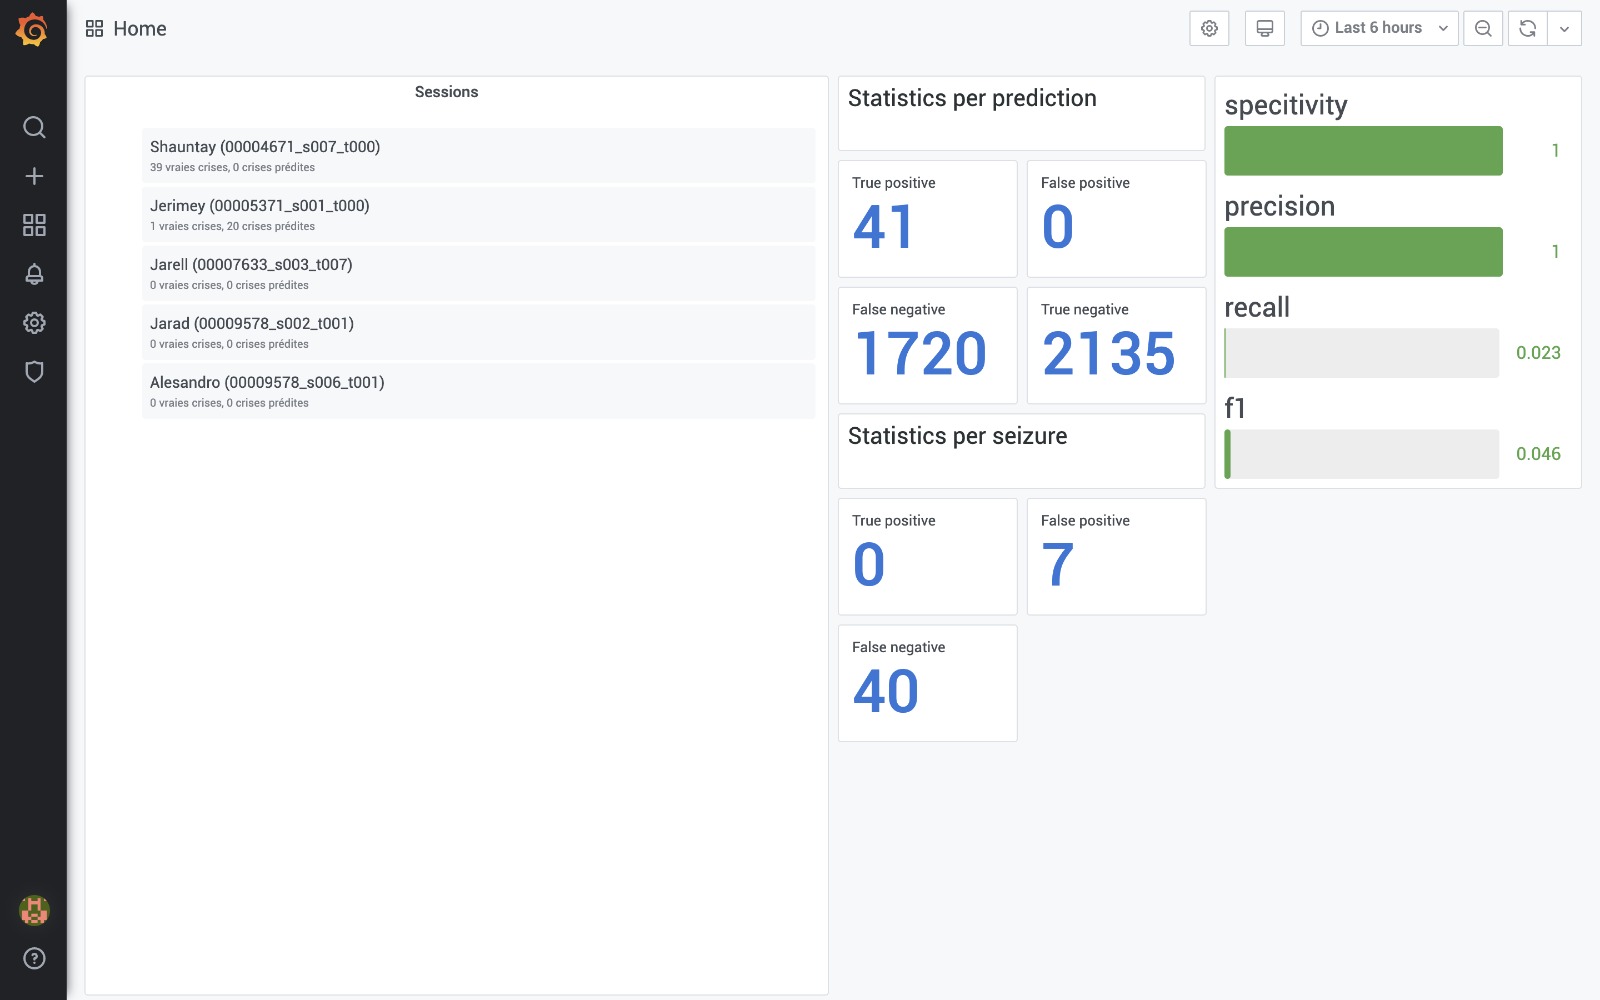 Home
Last 6 hours
Sessions
Shauntay (00004671_s007_t000)
39 vraies crises, 0 crises prédites
Jerimey (00005371_s001_t000)
1 vraies crises, 20 crises prédites
Jarell (00007633_s003_t007)
0 vraies crises, 0 crises prédites
Jarad (00009578_s002_t001)
0 vraies crises, 0 crises prédites
Alesandro (00009578_s006_t001)
0 vraies crises, 0 crises prédites
Statistics per prediction
True positive
41
False positive
0
False negative
1720
True negative
2135
Statistics per seizure
True positive
0
False positive
7
False negative
40
specitivity
1
precision
1
recall
0.023
f1
0.046